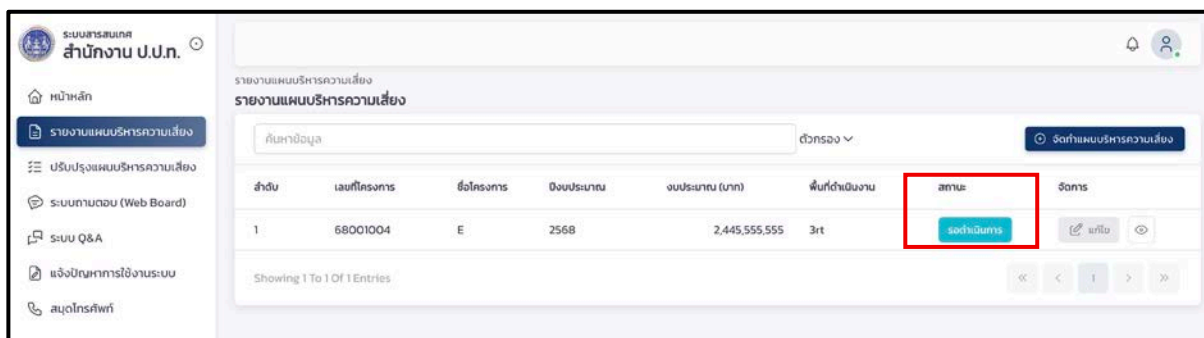 ระบบสารสนเทศ
สำนักงาน ป.ป.ท.
หน้าหลัก
รายงานแผนบริหารความเสี่ยง
ปรับปรุงแผนบริหารความเสี่ยง
ระบบถามตอบ (Web Board)
ระบบ Q&A
แจ้งปัญหาการใช้งานระบบ
สมุดโทรศัพท์
รายงานแผนบริหารความเสี่ยง
รายงานแผนบริหารความเสี่ยง
ค้นหาข้อมูล ตัวกรอง จัดทำแผนบริหารความเสี่ยง
ลำดับ เลขที่โครงการ ชื่อโครงการ ปีงบประมาณ งบประมาณ (บาท) พื้นที่ดำเนินงาน สถานะ จัดการ
1 68001004 E 2568 2,445,555,555 3rt รอดำเนินการ แก้ไข
Showing 1 To 1 Of 1 Entries « < 1 > »